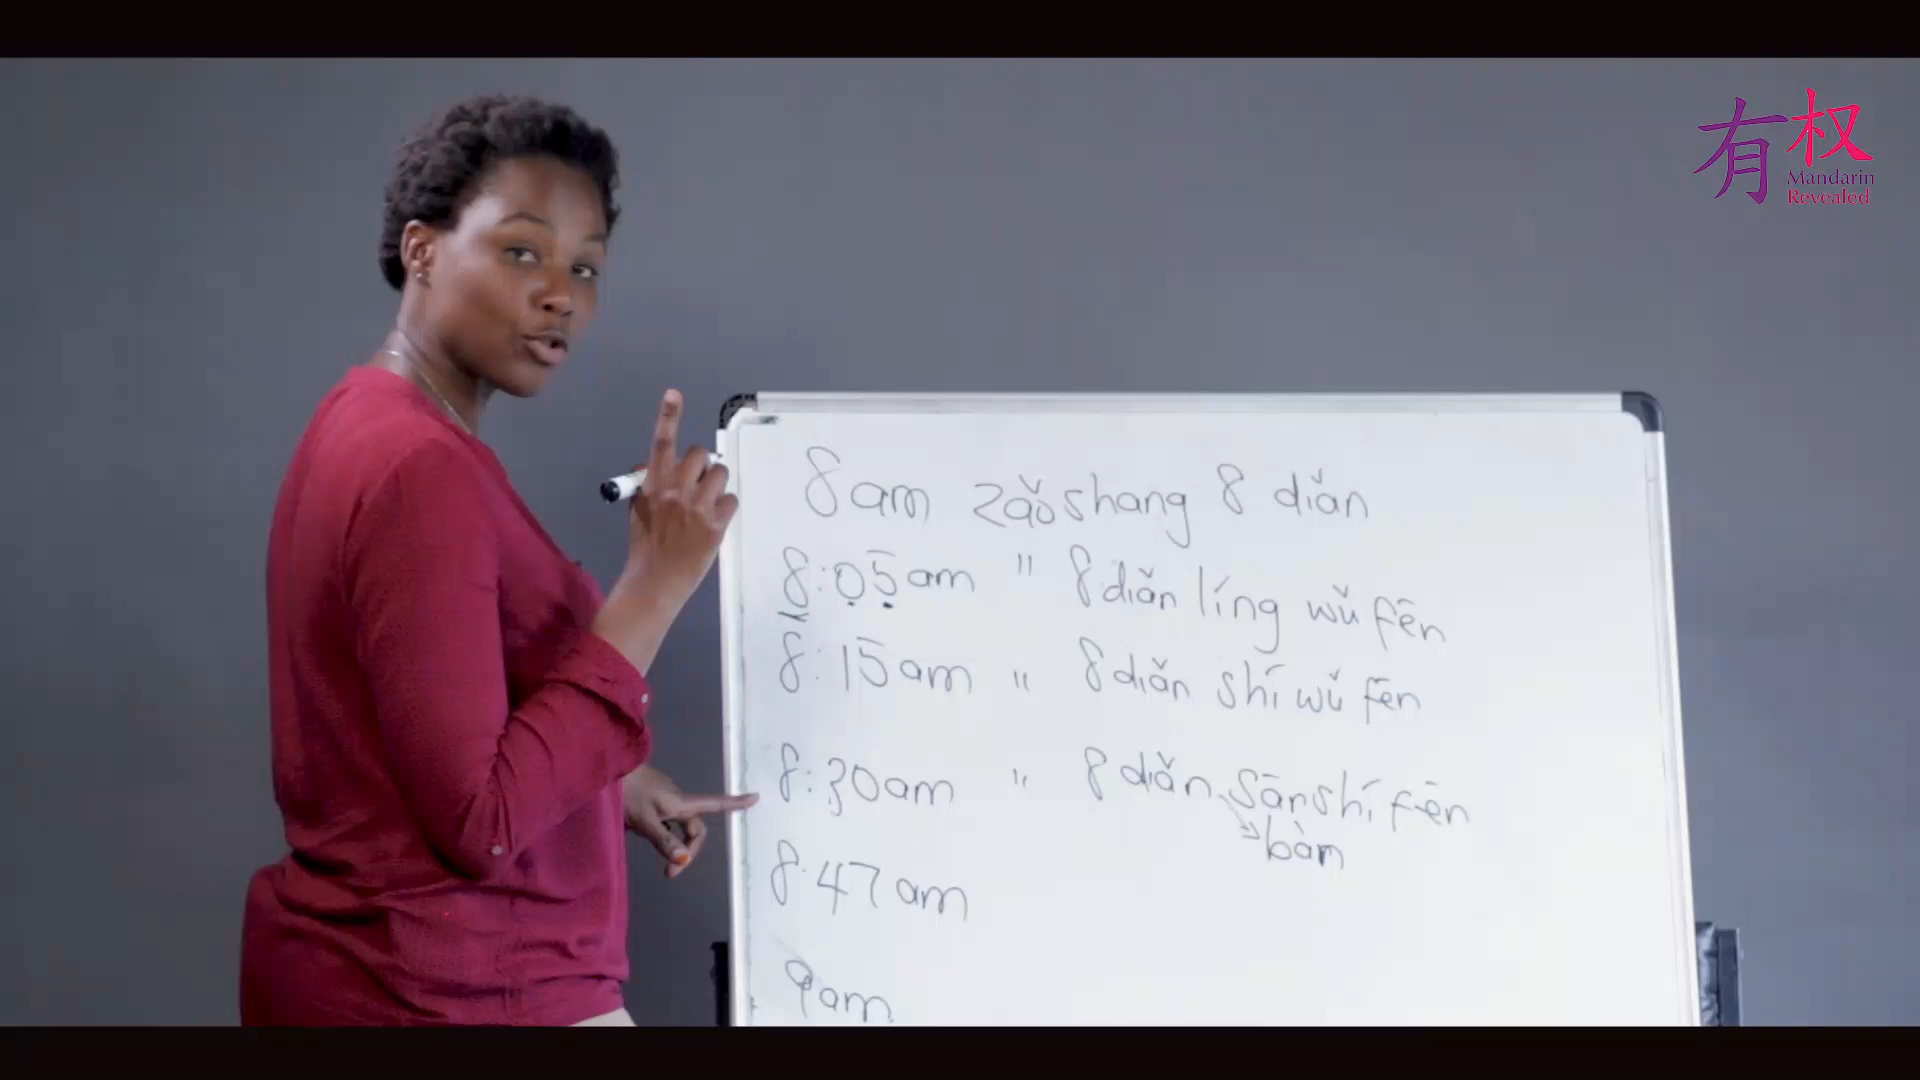 有权
Mandarin
Revealed
8am zǎoshang 8 diǎn
8:05am " 8 diǎn líng wǔ fēn
8:15am " 8 diǎn shí wǔ fēn
8:30am " 8 diǎn sānshí fēn
bàn
8:47am
9am